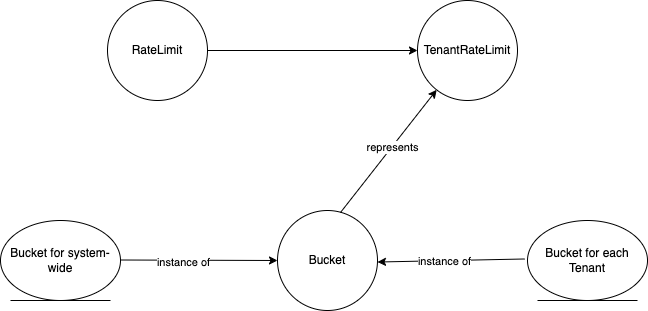 RateLimit
TenantRateLimit
represents
Bucket for system-
wide
instance of
Bucket
instance of
Bucket for each
Tenant